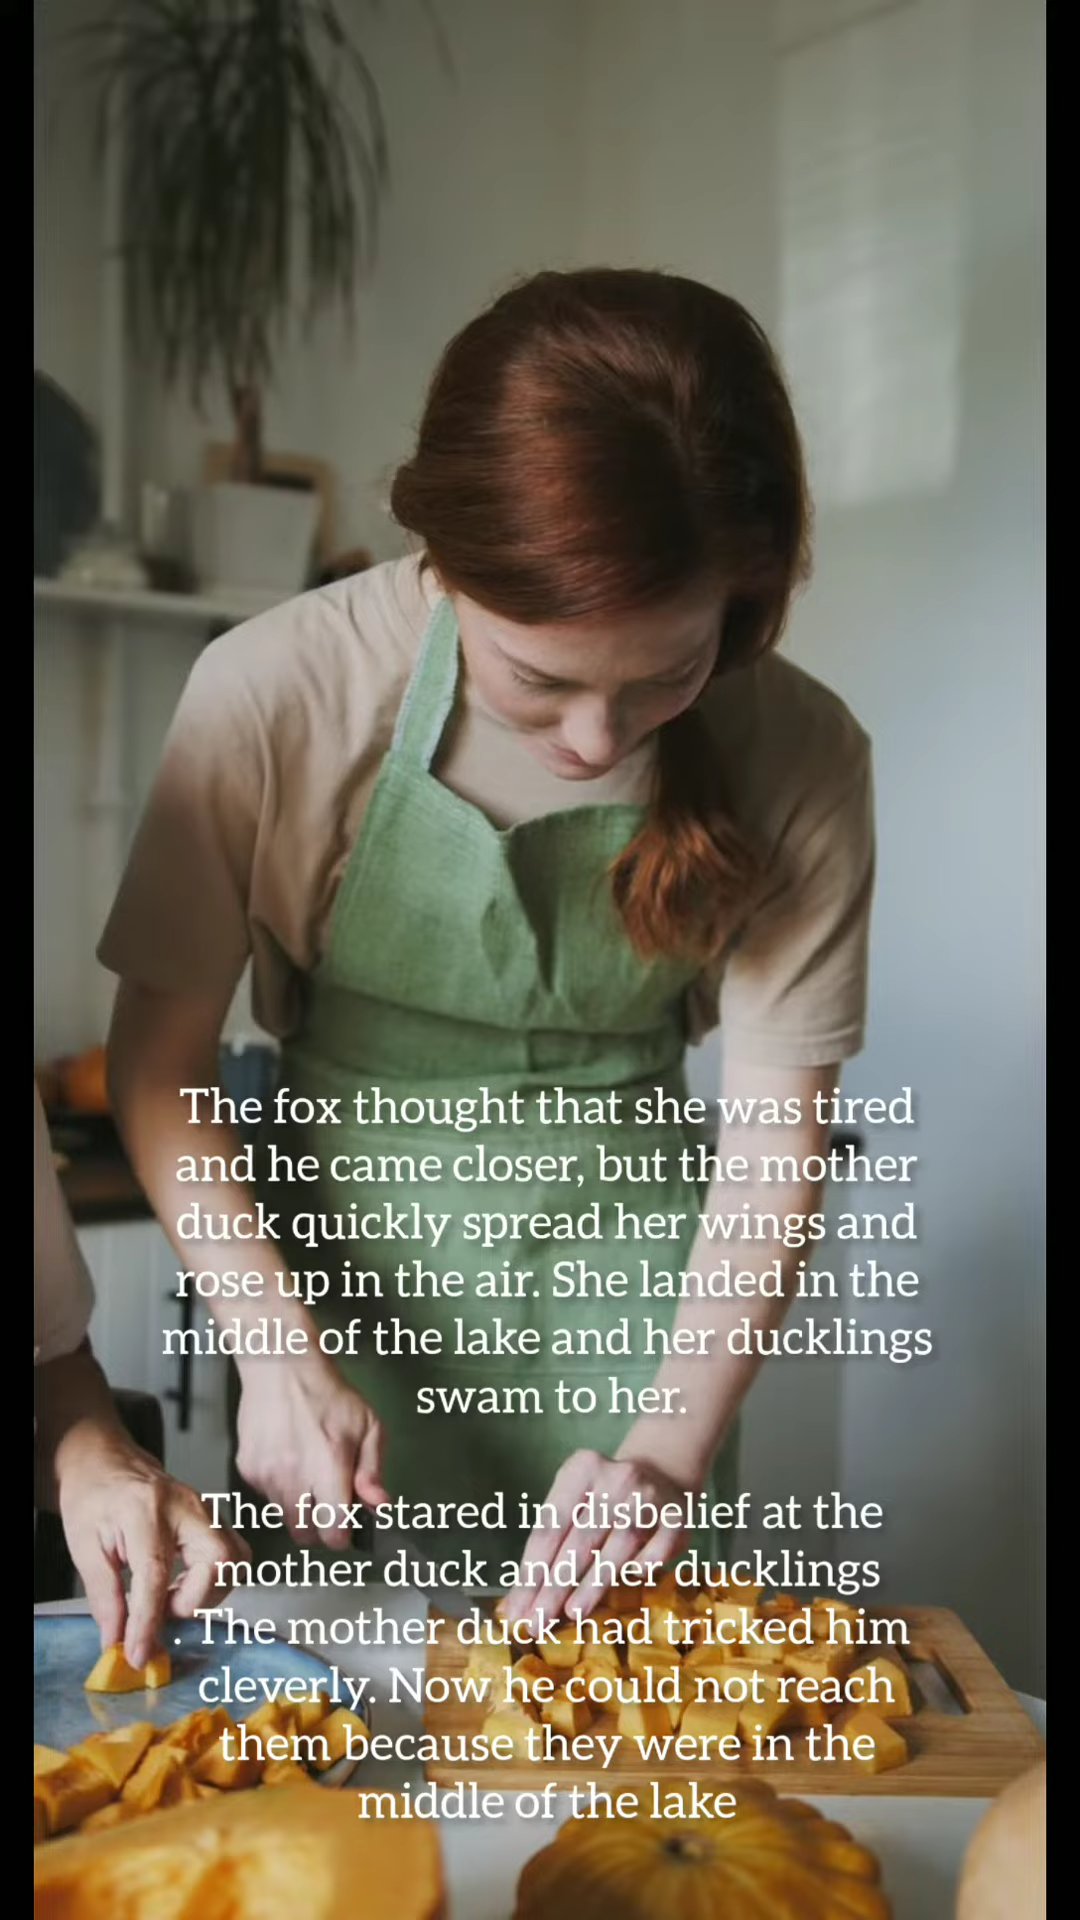 The fox thought that she was tired
and he came closer, but the mother
duck quickly spread her wings and
rose up in the air. She landed in the
middle of the lake and her ducklings
swam to her.
The fox stared in disbelief at the
mother duck and her ducklings
. The mother duck had tricked him
cleverly. Now he could not reach
them because they were in the
middle of the lake